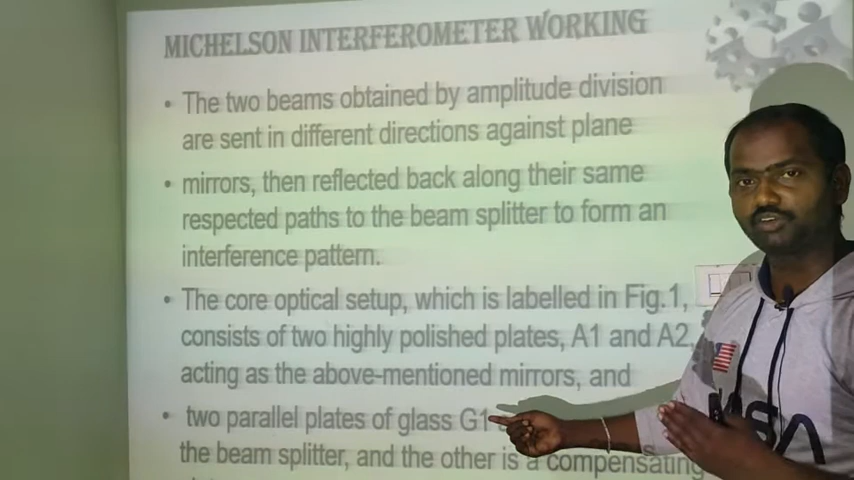 MICHELSON INTERFEROMETER WORKING
• The two beams obtained by amplitude division
are sent in different directions against plane
• mirrors, then reflected back along their same
respected paths to the beam splitter to form an
interference pattern.
• The core optical setup, which is labelled in Fig.1,
consists of two highly polished plates, A1 and A2,
acting as the above-mentioned mirrors, and
• two parallel plates of glass G1
the beam splitter, and the other is a compensating